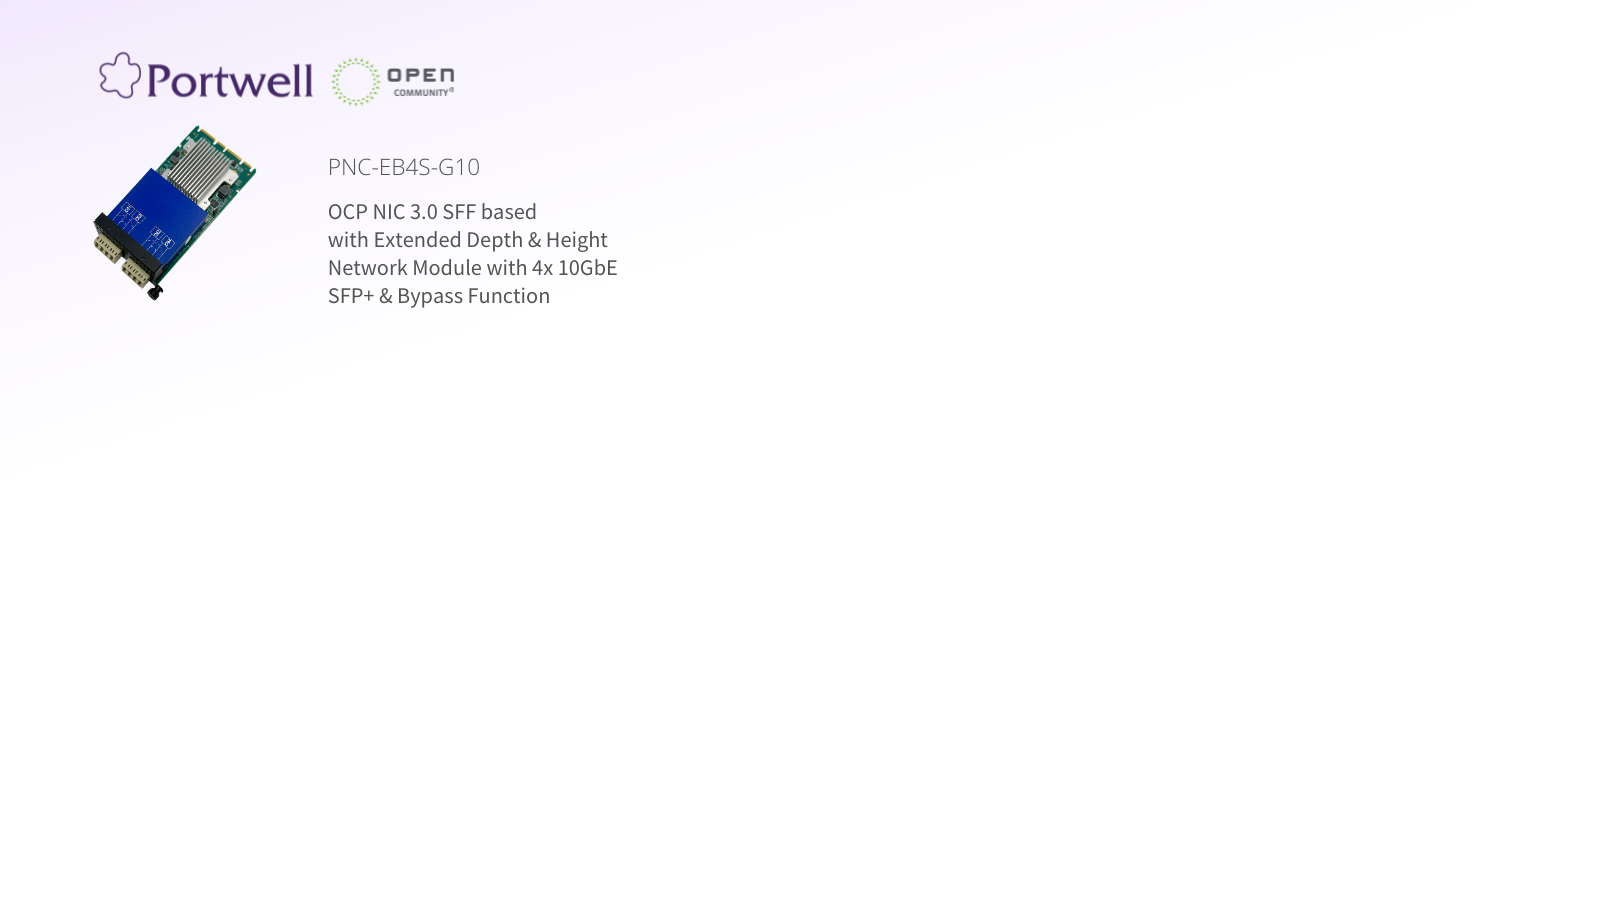 Portwell
OPEN
COMMUNITY®
PNC-EB4S-G10
OCP NIC 3.0 SFF based
with Extended Depth & Height
Network Module with 4x 10GbE
SFP+ & Bypass Function